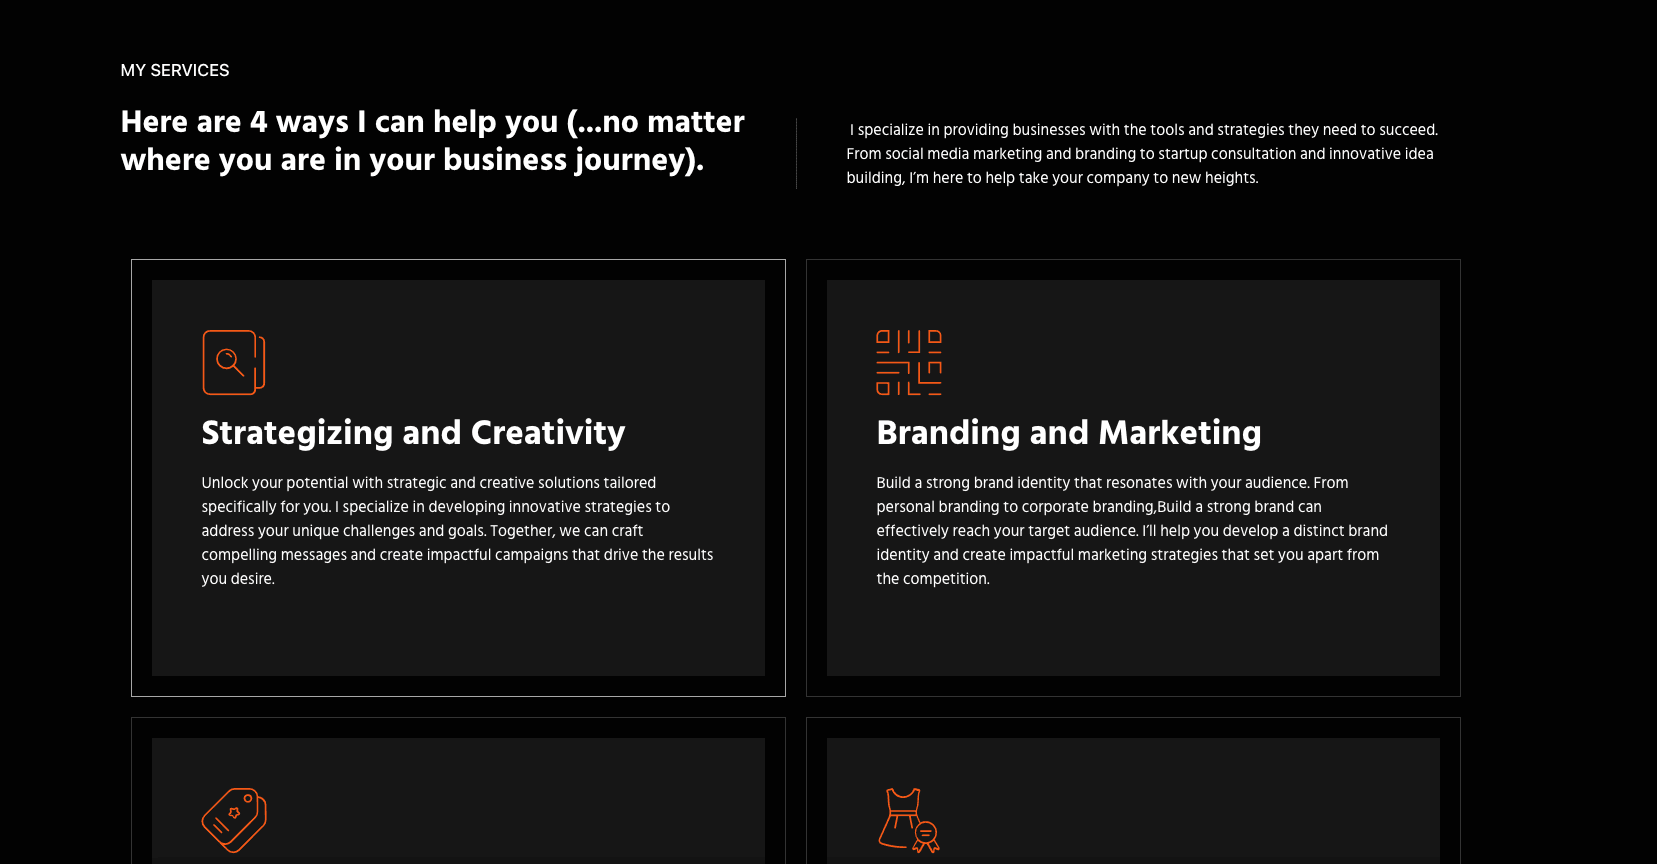 MY SERVICES
Here are 4 ways I can help you (...no matter
where you are in your business journey).
I specialize in providing businesses with the tools and strategies they need to succeed.
From social media marketing and branding to startup consultation and innovative idea
building, I’m here to help take your company to new heights.
Strategizing and Creativity
Unlock your potential with strategic and creative solutions tailored
specifically for you. I specialize in developing innovative strategies to
address your unique challenges and goals. Together, we can craft
compelling messages and create impactful campaigns that drive the results
you desire.
Branding and Marketing
Build a strong brand identity that resonates with your audience. From
personal branding to corporate branding,Build a strong brand can
effectively reach your target audience. I’ll help you develop a distinct brand
identity and create impactful marketing strategies that set you apart from
the competition.